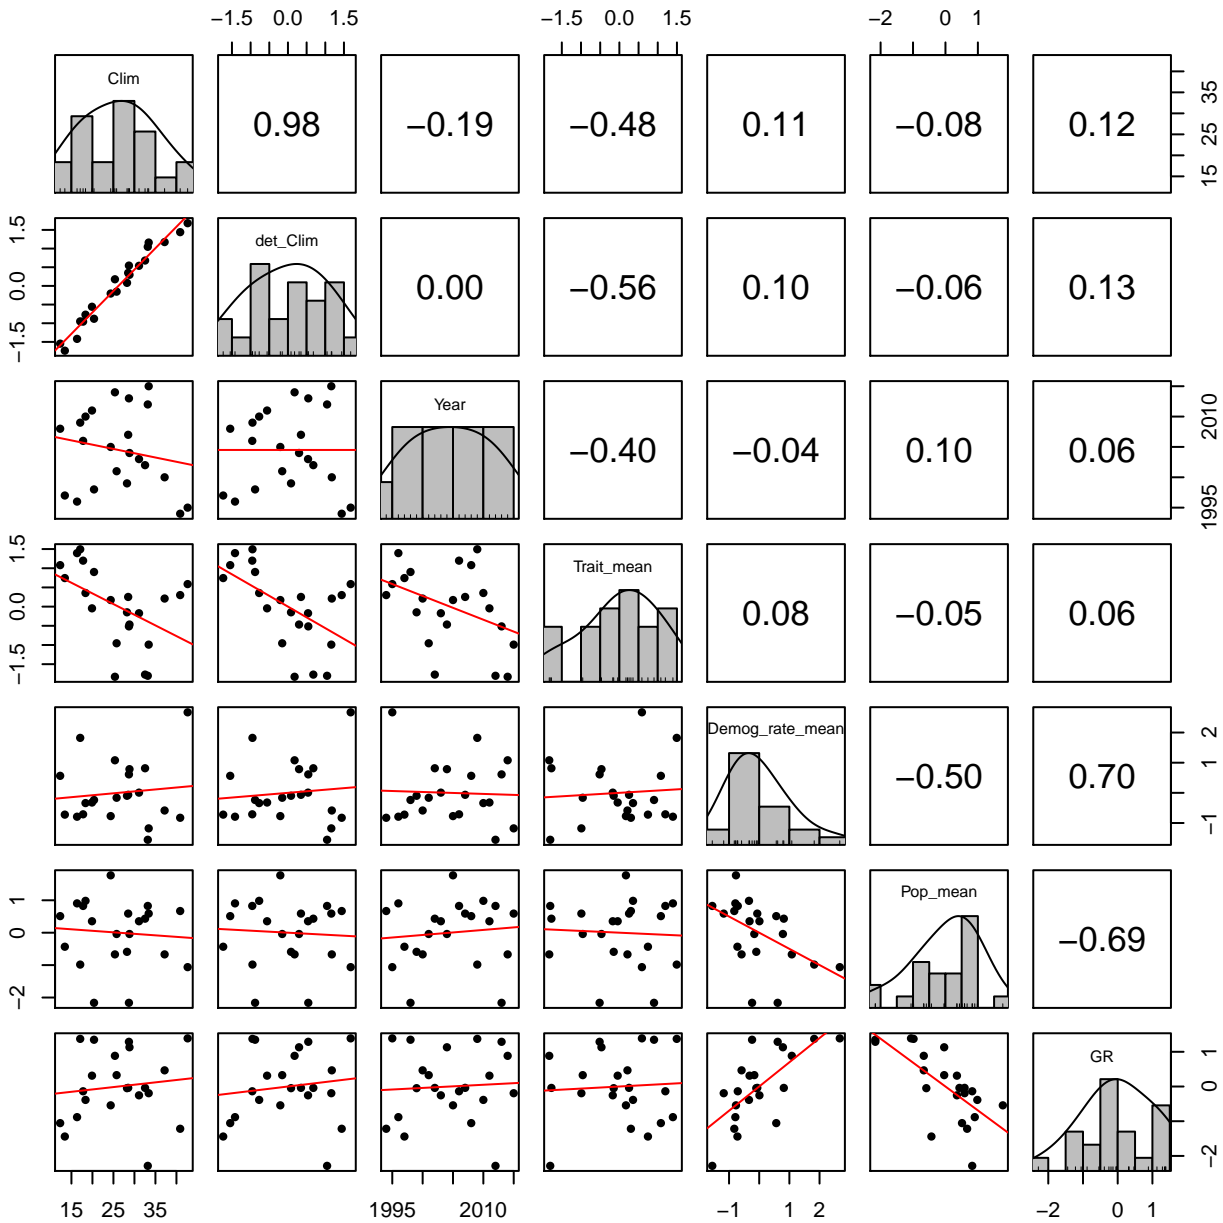 −1.5 0.0 1.5 −1.5 0.0 1.5 −2 0 1
Clim 0.98 −0.19 −0.48 0.11 −0.08 0.12 15 25 35
−1.5 0.0 1.5 det_Clim 0.00 −0.56 0.10 −0.06 0.13
Year −0.40 −0.04 0.10 0.06 1995 2010
−1.5 0.0 1.5 Trait_mean 0.08 −0.05 0.06
Demog_rate_mean −0.50 0.70 −1 1 2
−2 0 1 Pop_mean −0.69
GR −2 0 1
15 25 35 1995 2010 −1 1 2 −2 0 1